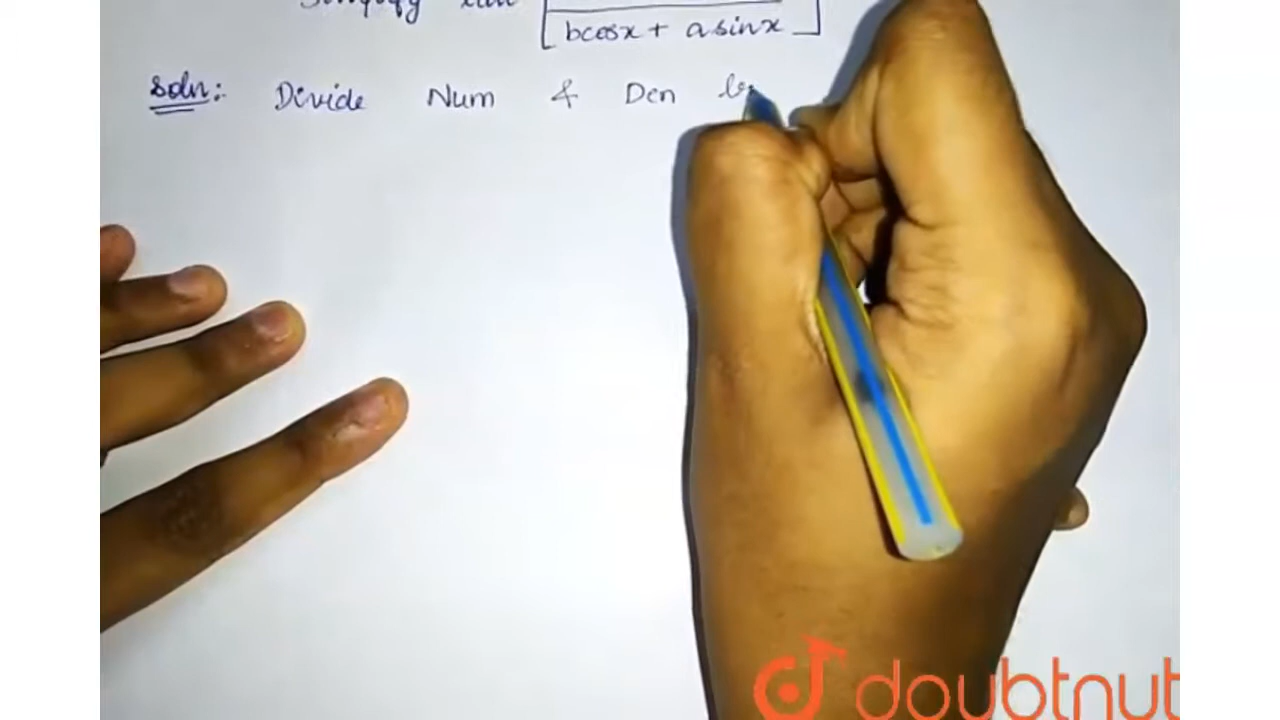 bcosx + asinx
Soln: Divide Num & Den
doubtnut